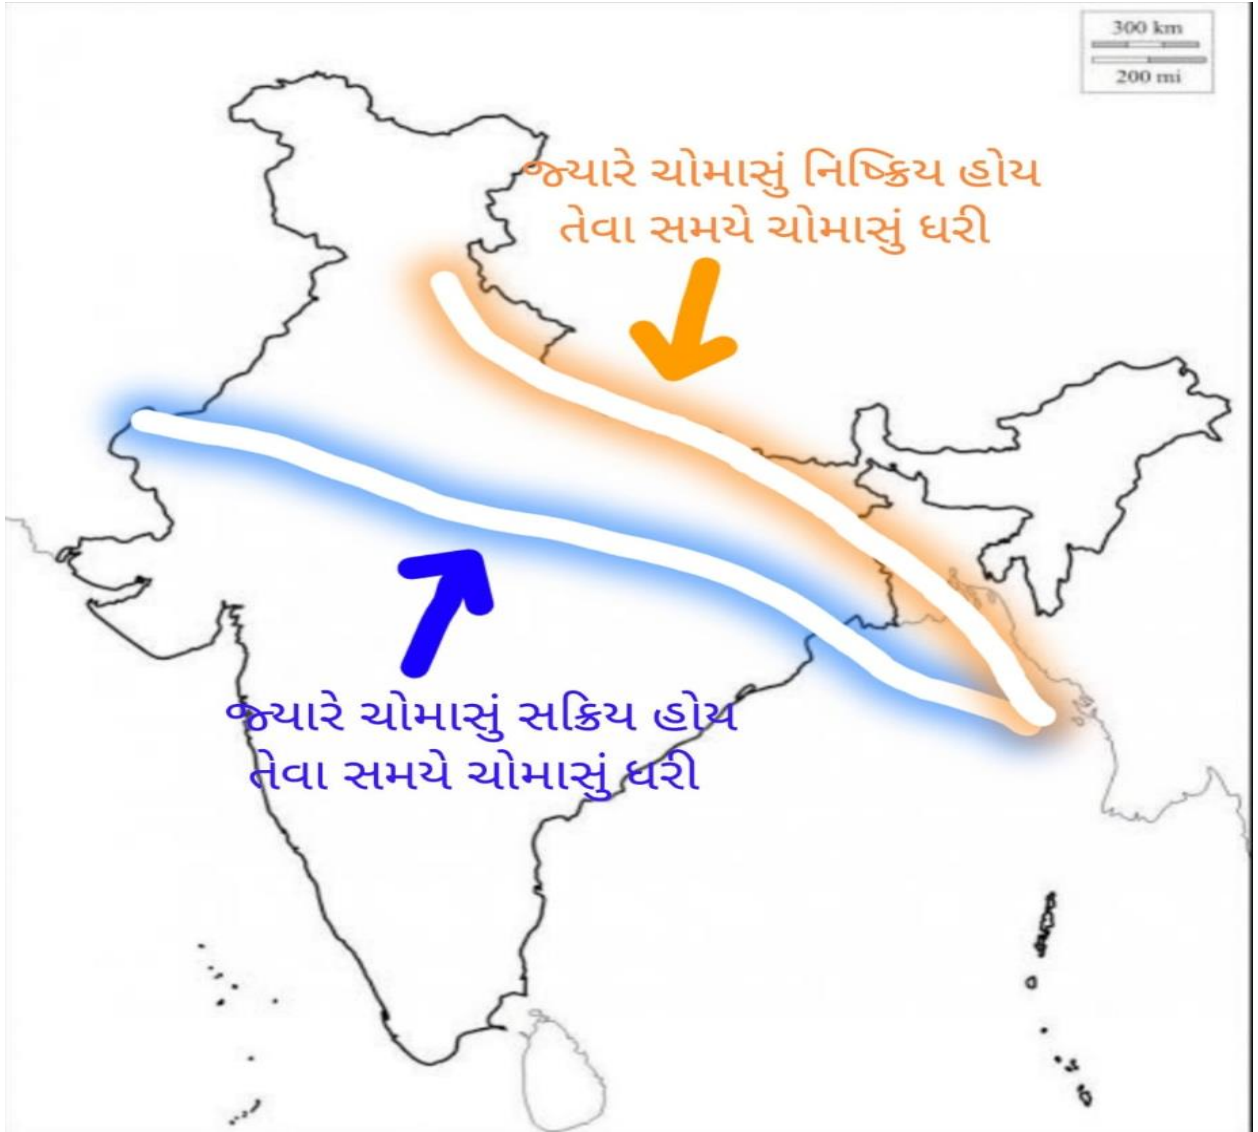 300 km
200 mi
જ્યારે ચોમાસું નિષ્ક્રિય હોય
તેવા સમયે ચોમાસું ધરી
જ્યારે ચોમાસું સક્રિય હોય
તેવા સમયે ચોમાસું ધરી